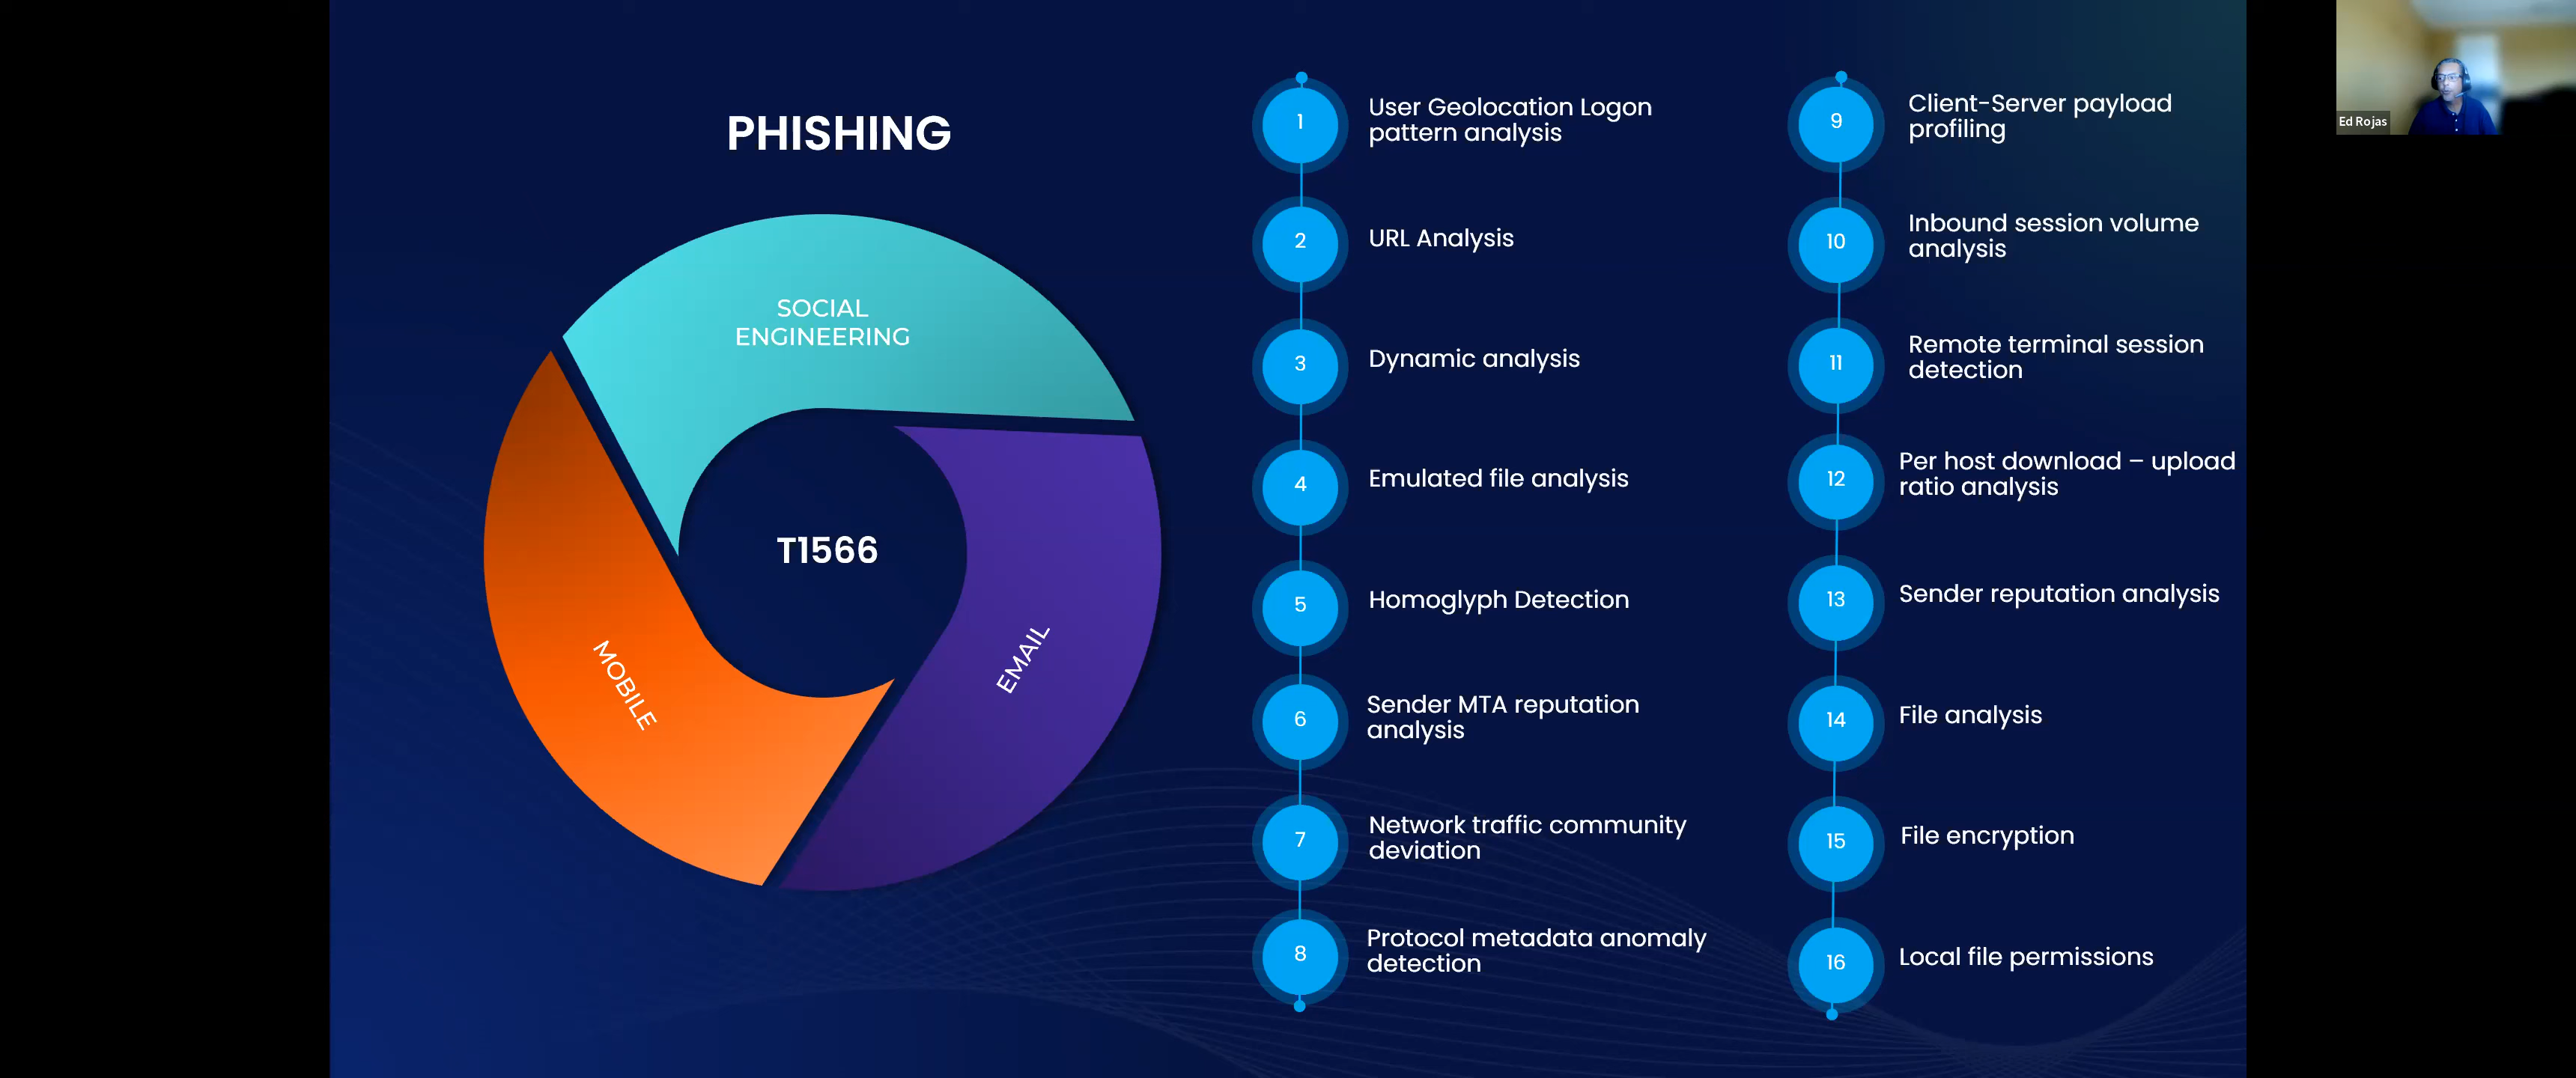 PHISHING
SOCIAL
ENGINEERING
T1566
MOBILE
EMAIL
1
User Geolocation Logon
pattern analysis
2
URL Analysis
3
Dynamic analysis
4
Emulated file analysis
5
Homoglyph Detection
6
Sender MTA reputation
analysis
7
Network traffic community
deviation
8
Protocol metadata anomaly
detection
9
Client-Server payload
profiling
10
Inbound session volume
analysis
11
Remote terminal session
detection
12
Per host download – upload
ratio analysis
13
Sender reputation analysis
14
File analysis
15
File encryption
16
Local file permissions
Ed Rojas